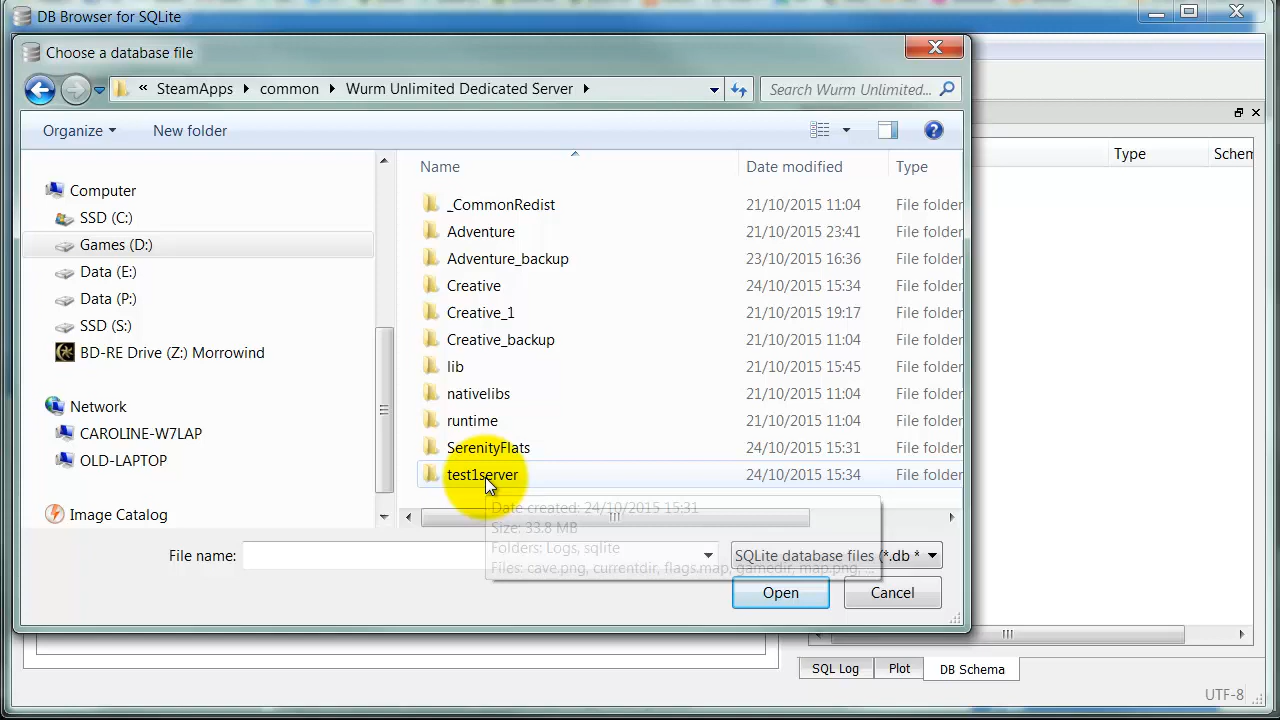 DB Browser for SQLite
Choose a database file
« SteamApps common Wurm Unlimited Dedicated Server
Search Wurm Unlimited...
Organize
New folder
Name
Date modified
Type
Type
Schem
Computer
SSD (C:)
Games (D:)
Data (E:)
Data (P:)
SSD (S:)
BD-RE Drive (Z:) Morrowind
Network
CAROLINE-W7LAP
OLD-LAPTOP
Image Catalog
_CommonRedist 21/10/2015 11:04 File folder
Adventure 21/10/2015 23:41 File folder
Adventure_backup 23/10/2015 16:36 File folder
Creative 24/10/2015 15:34 File folder
Creative_1 21/10/2015 19:17 File folder
Creative_backup 21/10/2015 11:04 File folder
lib 21/10/2015 15:45 File folder
nativelibs 21/10/2015 11:04 File folder
runtime 21/10/2015 11:04 File folder
SerenityFlats 24/10/2015 15:31 File folder
test1server 24/10/2015 15:34 File folder
Date created: 24/10/2015 15:31
Size: 33.8 MB
Folders: Logs, sqlite
Files: cave.png, currentdir, flags.map, gamedir, map.png, ...
File name:
SQLite database files (*.db *
Open
Cancel
SQL Log
Plot
DB Schema
UTF-8